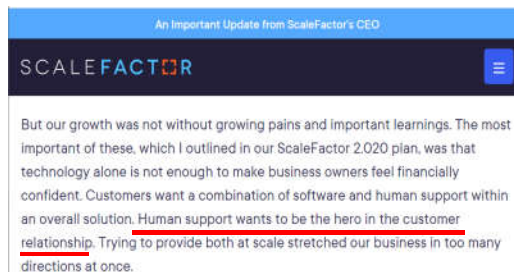 An Important Update from ScaleFactor's CEO
SCALEFACTOR
But our growth was not without growing pains and important learnings. The most
important of these, which I outlined in our ScaleFactor 2.020 plan, was that
technology alone is not enough to make business owners feel financially
confident. Customers want a combination of software and human support within
an overall solution. Human support wants to be the hero in the customer
relationship. Trying to provide both at scale stretched our business in too many
directions at once.